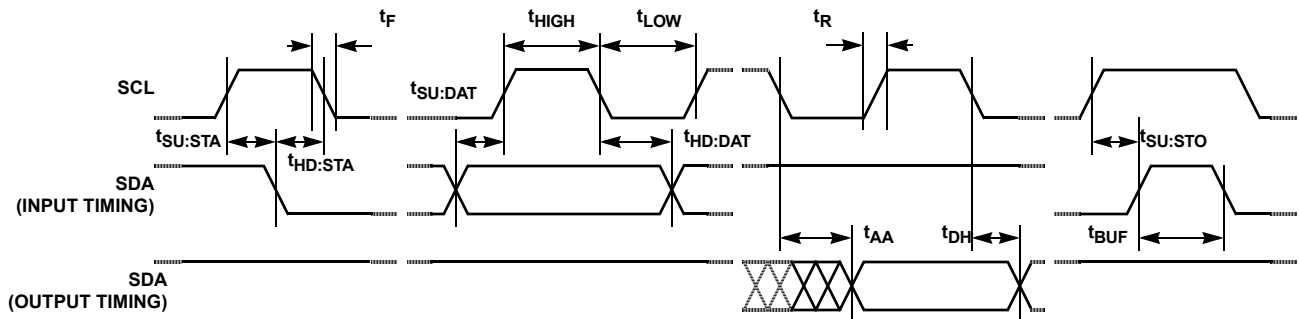 tF
tHIGH
tLOW
tR
SCL
tSU:DAT
tSU:STA
tHD:STA
tHD:DAT
tSU:STO
SDA
(INPUT TIMING)
tAA
tDH
tBUF
SDA
(OUTPUT TIMING)